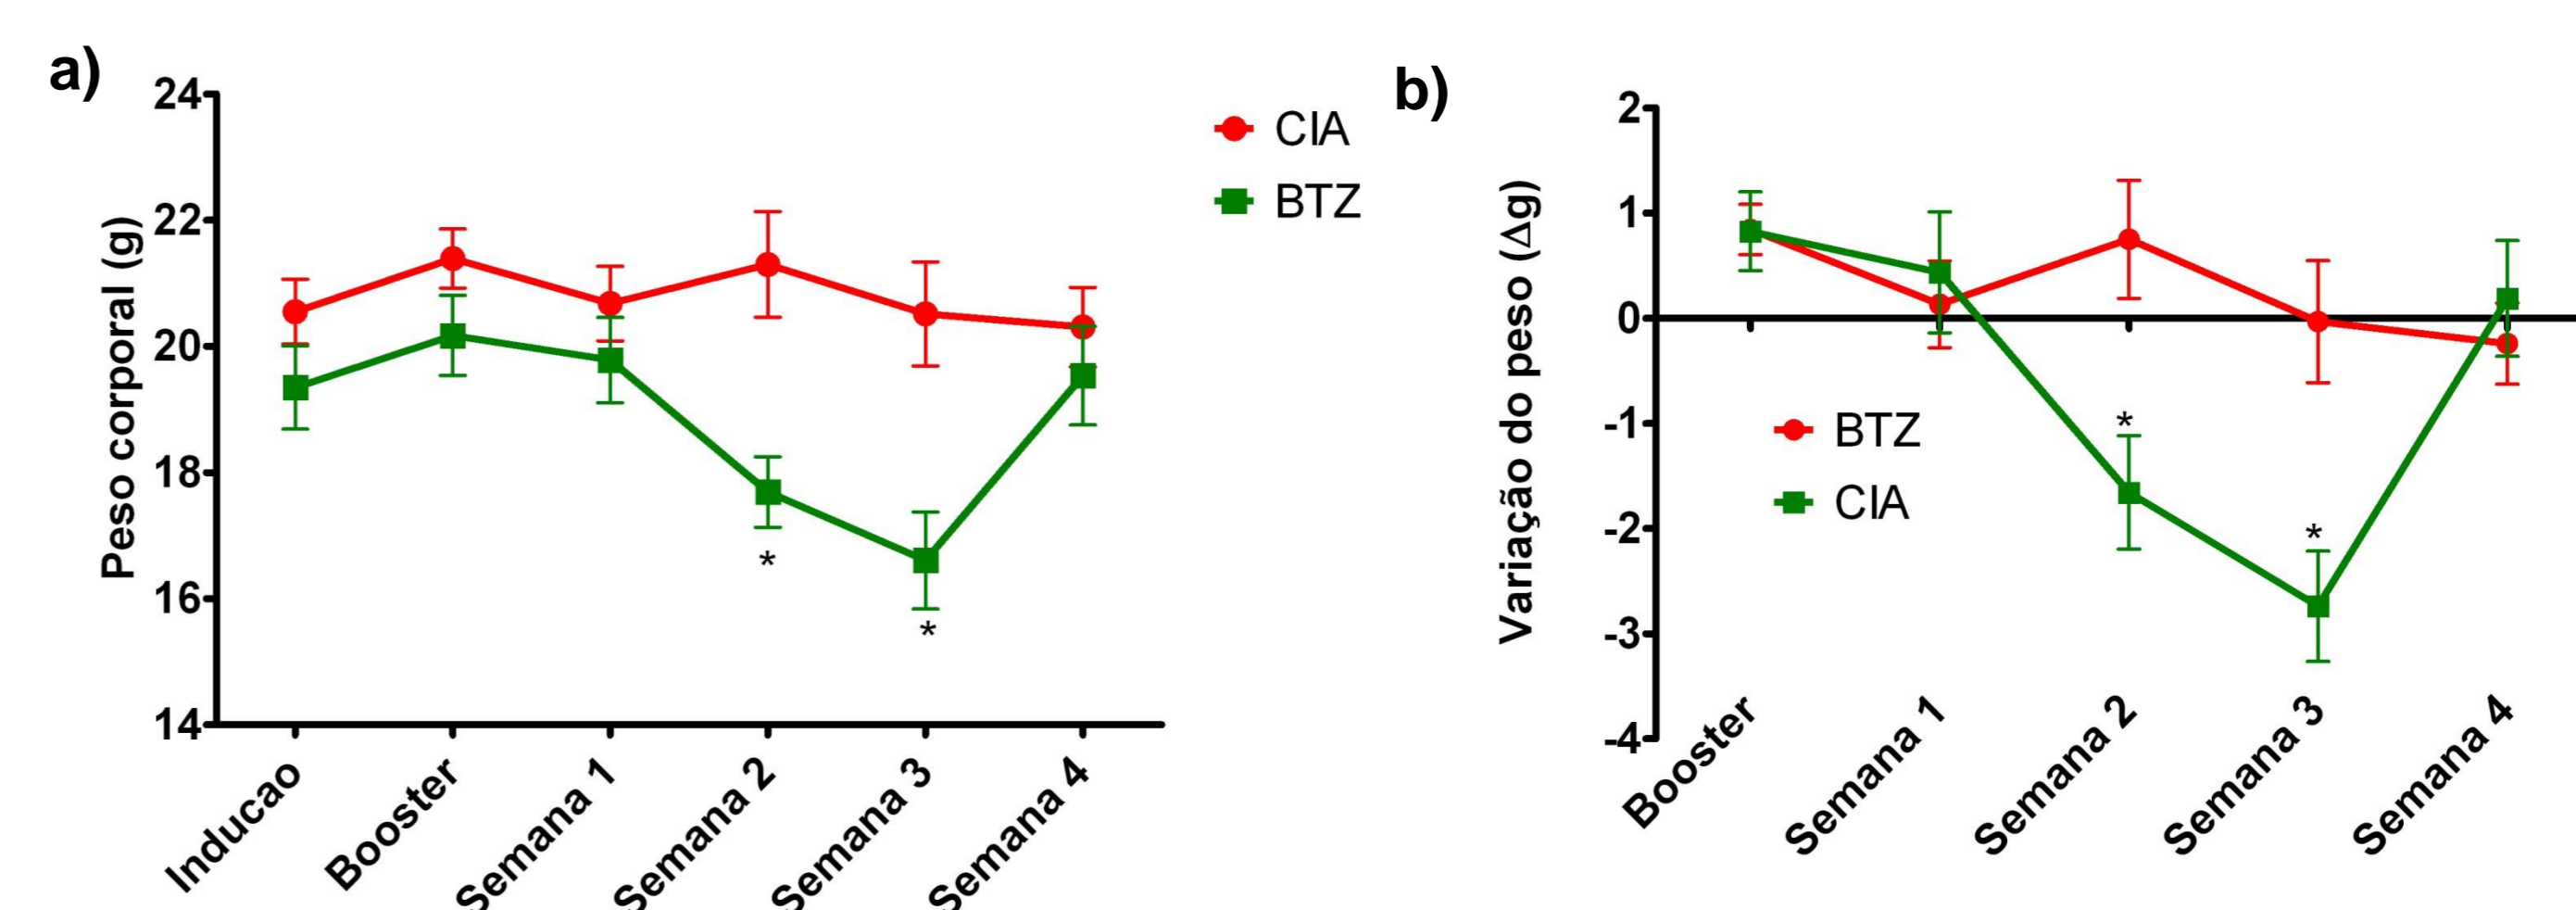 a)
Peso corporal (g)
24
22
20
18
16
14
*
*
Inducao
Booster
Semana 1
Semana 2
Semana 3
Semana 4
CIA
BTZ
b)
Variação do peso (Δg)
2
1
0
-1
-2
-3
-4
BTZ
CIA
*
*
Booster
Semana 1
Semana 2
Semana 3
Semana 4